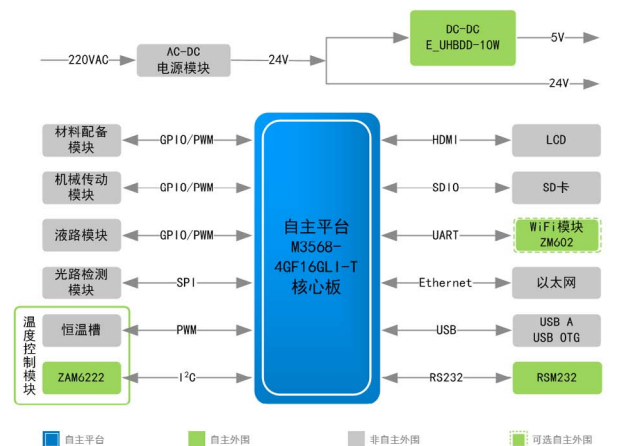 220VAC
AC-DC
电源模块
24V
DC-DC
E_UHBDD-10W
5V
24V
材料配备
模块
GPIO/PWM
HDMI
LCD
机械传动
模块
GPIO/PWM
SDIO
SD卡
液路模块
GPIO/PWM
自主平台
M3568-
4GF16GLI-T
核心板
UART
WiFi模块
ZM602
光路检测
模块
SPI
Ethernet
以太网
温度控制模块
恒温槽
PWM
USB
USB A
USB OTG
ZAM6222
I²C
RS232
RSM232
自主平台
自主外围
非自主外围
可选自主外围